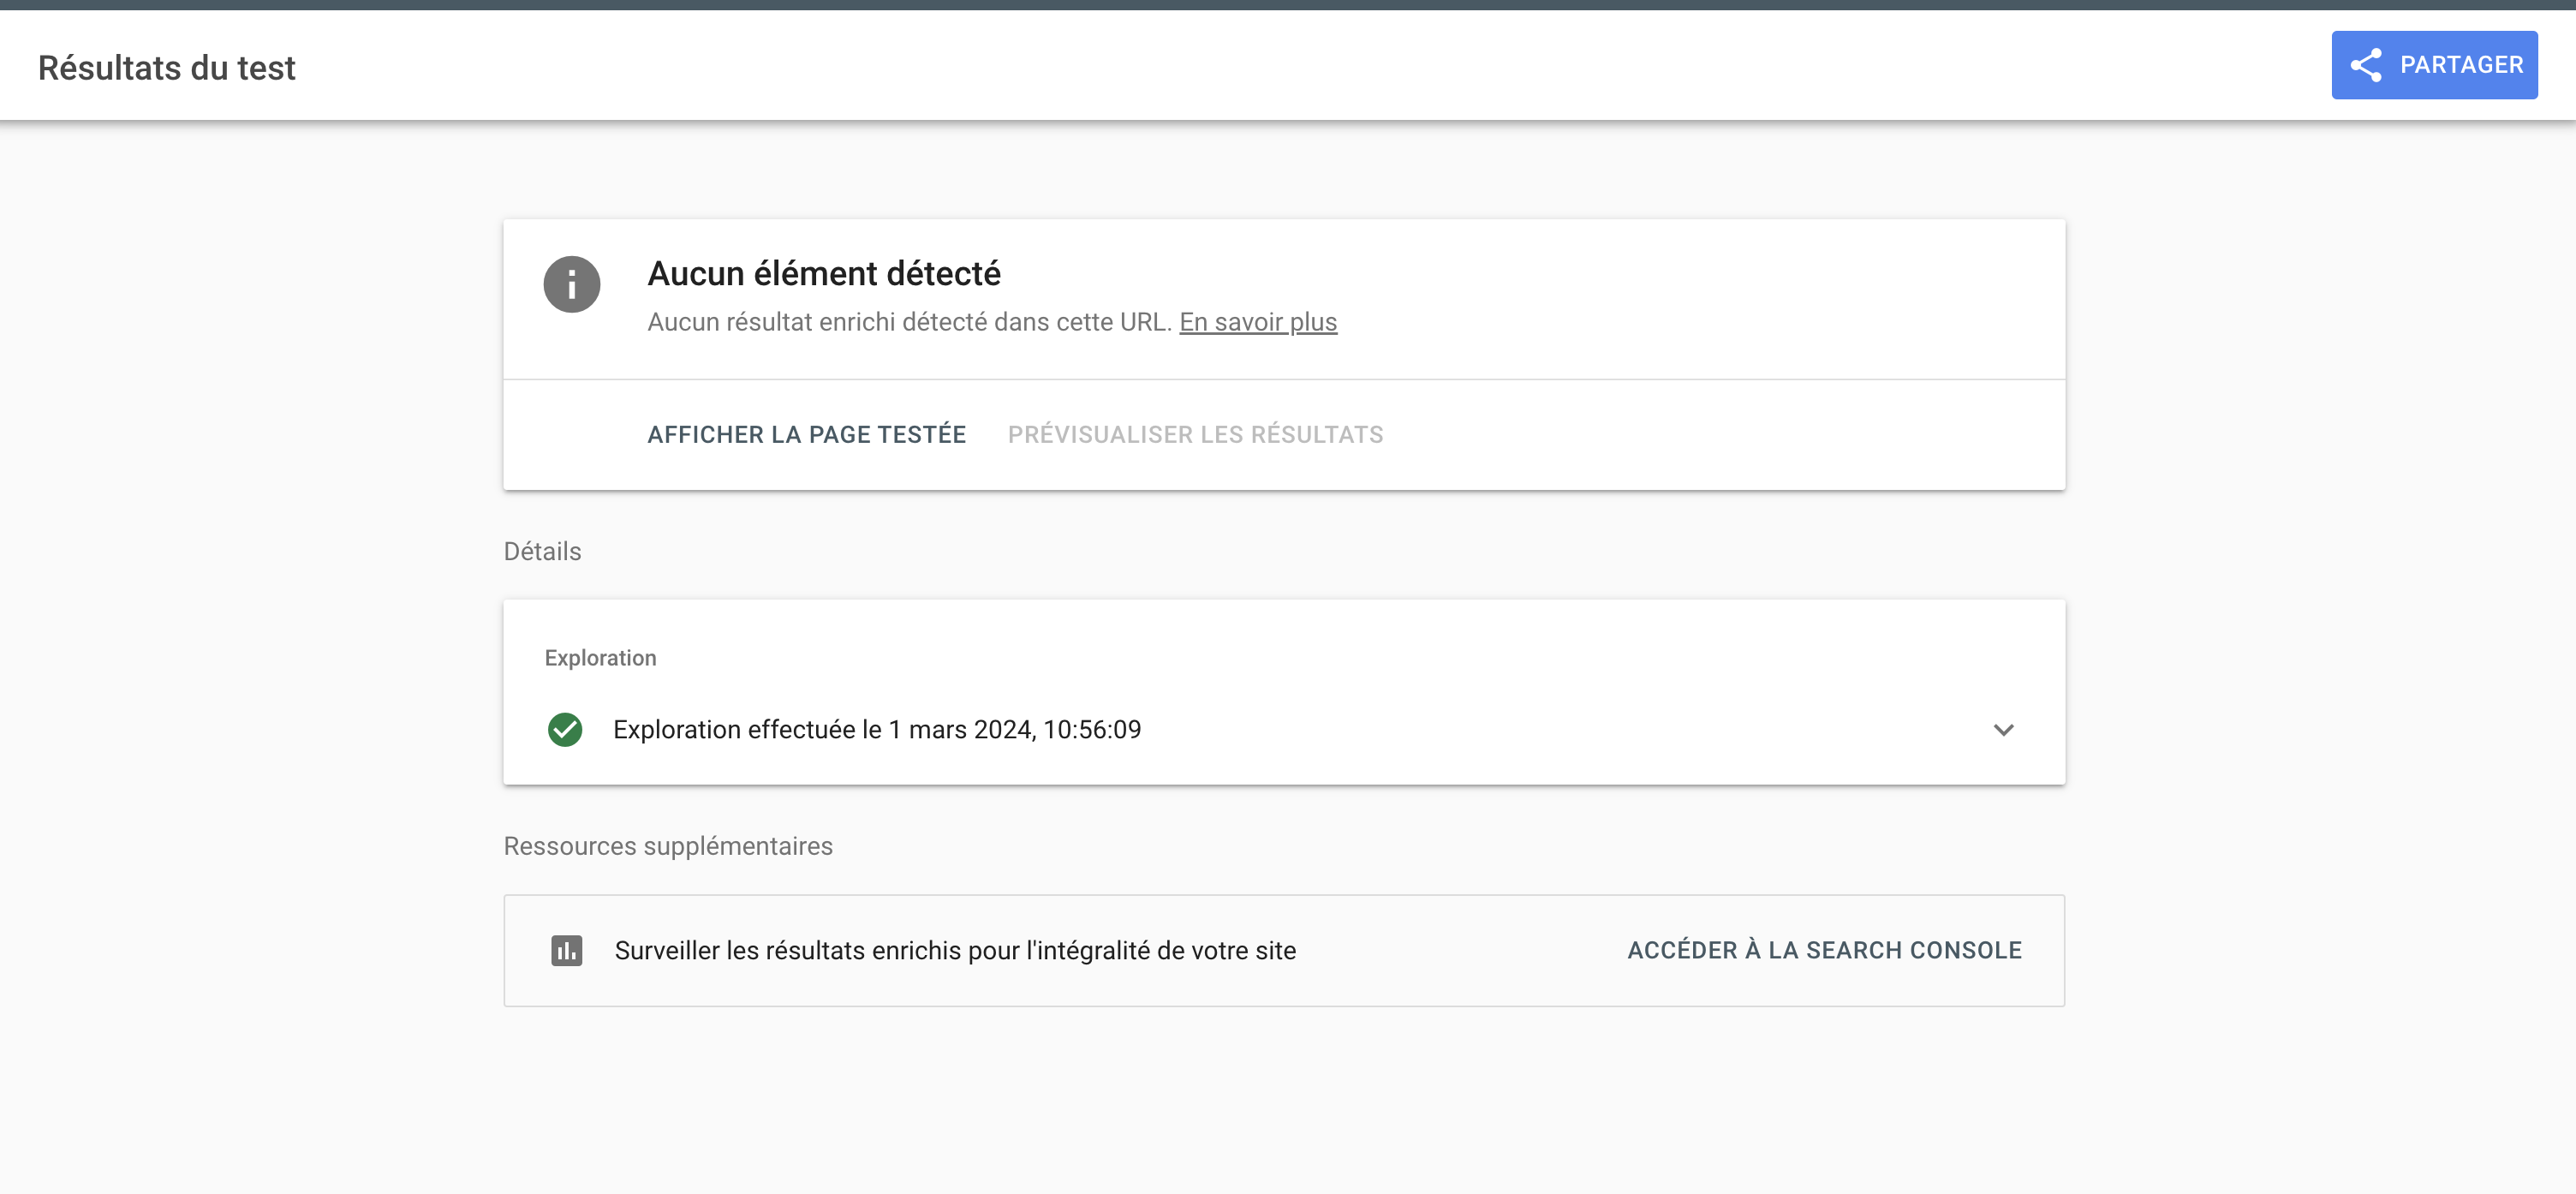 Résultats du test
PARTAGER
Aucun élément détecté
Aucun résultat enrichi détecté dans cette URL. En savoir plus
AFFICHER LA PAGE TESTÉE PRÉVISUALISER LES RÉSULTATS
Détails
Exploration
Exploration effectuée le 1 mars 2024, 10:56:09
Ressources supplémentaires
Surveiller les résultats enrichis pour l'intégralité de votre site
ACCÉDER À LA SEARCH CONSOLE